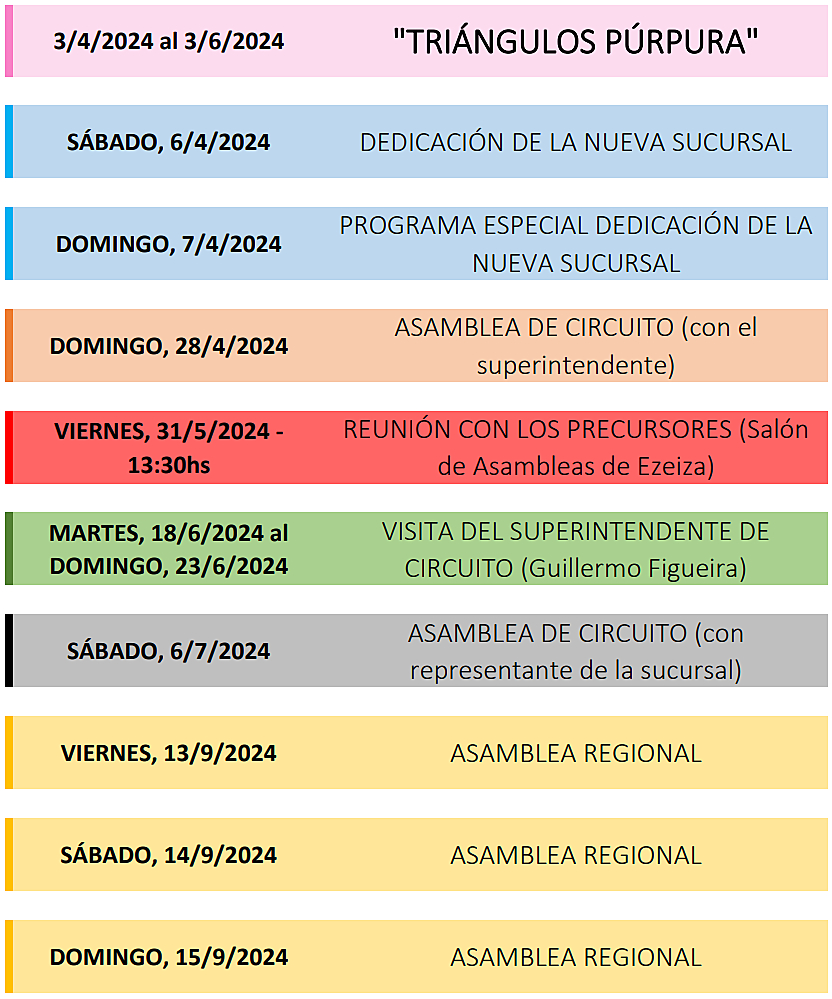 3/4/2024 al 3/6/2024
"TRIÁNGULOS PÚRPURA"
SÁBADO, 6/4/2024
DEDICACIÓN DE LA NUEVA SUCURSAL
DOMINGO, 7/4/2024
PROGRAMA ESPECIAL DEDICACIÓN DE LA
NUEVA SUCURSAL
DOMINGO, 28/4/2024
ASAMBLEA DE CIRCUITO (con el
superintendente)
VIERNES, 31/5/2024 -
13:30hs
REUNIÓN CON LOS PRECURSORES (Salón
de Asambleas de Ezeiza)
MARTES, 18/6/2024 al
DOMINGO, 23/6/2024
VISITA DEL SUPERINTENDENTE DE
CIRCUITO (Guillermo Figueira)
SÁBADO, 6/7/2024
ASAMBLEA DE CIRCUITO (con
representante de la sucursal)
VIERNES, 13/9/2024
ASAMBLEA REGIONAL
SÁBADO, 14/9/2024
ASAMBLEA REGIONAL
DOMINGO, 15/9/2024
ASAMBLEA REGIONAL